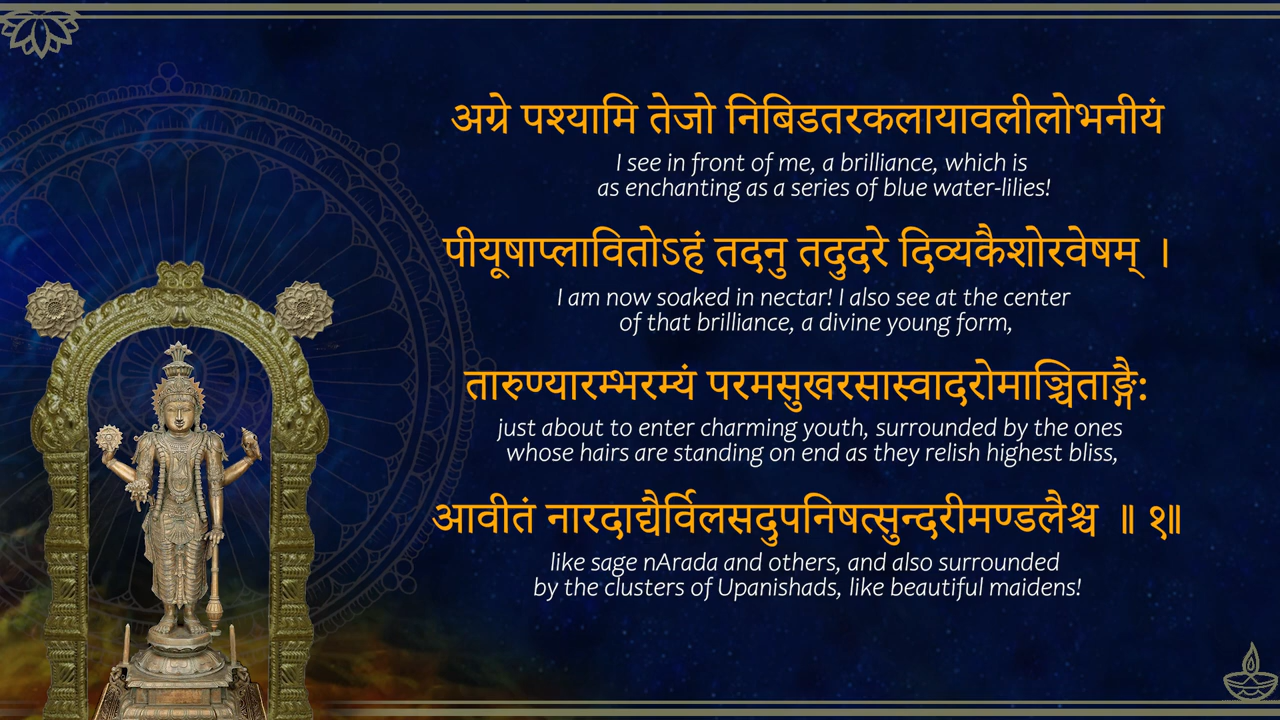 अग्रे पश्यामि तेजो निबिडतरकलायावलीलोभनीयं
I see in front of me, a brilliance, which is
as enchanting as a series of blue water-lilies!
पीयूषाप्लावितोऽहं तदनु तदुदरे दिव्यकैशोरवेषम् ।
I am now soaked in nectar! I also see at the center
of that brilliance, a divine young form,
तारुण्यारम्भरम्यं परमसुखरसास्वादरोमाञ्चिताङ्गै:
just about to enter charming youth, surrounded by the ones
whose hairs are standing on end as they relish highest bliss,
आवीतं नारदाद्यैर्विलसदुपनिषत्सुन्दरीमण्डलैश्च ॥ १॥
like sage nArada and others, and also surrounded
by the clusters of Upanishads, like beautiful maidens!